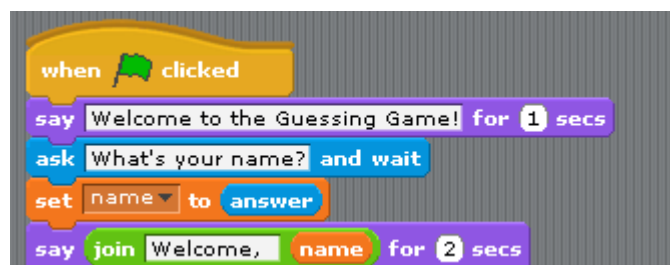 when clicked
say Welcome to the Guessing Game! for 1 secs
ask What's your name? and wait
set name to answer
say join Welcome, name for 2 secs